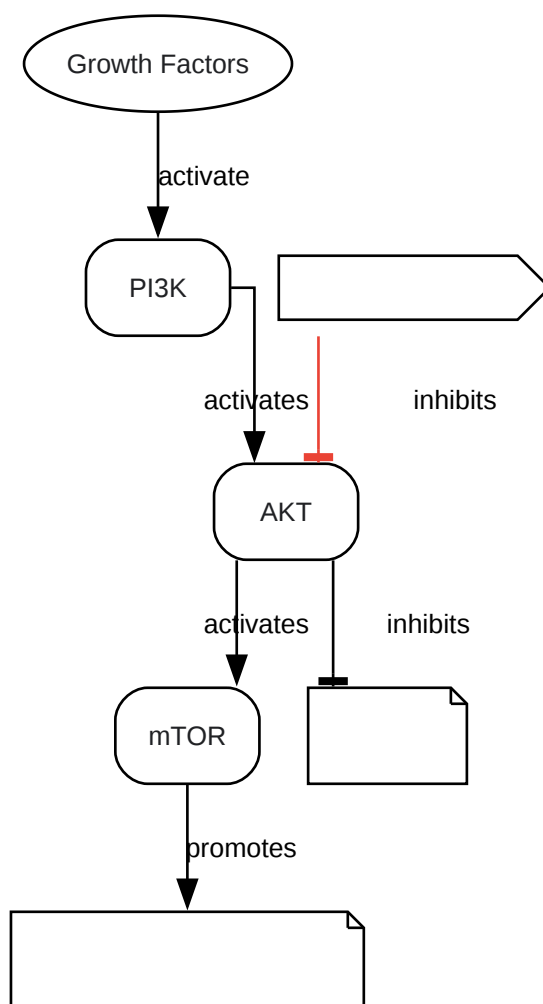 Growth Factors
activate
PI3K
activates
inhibits
AKT
activates
inhibits
mTOR
promotes